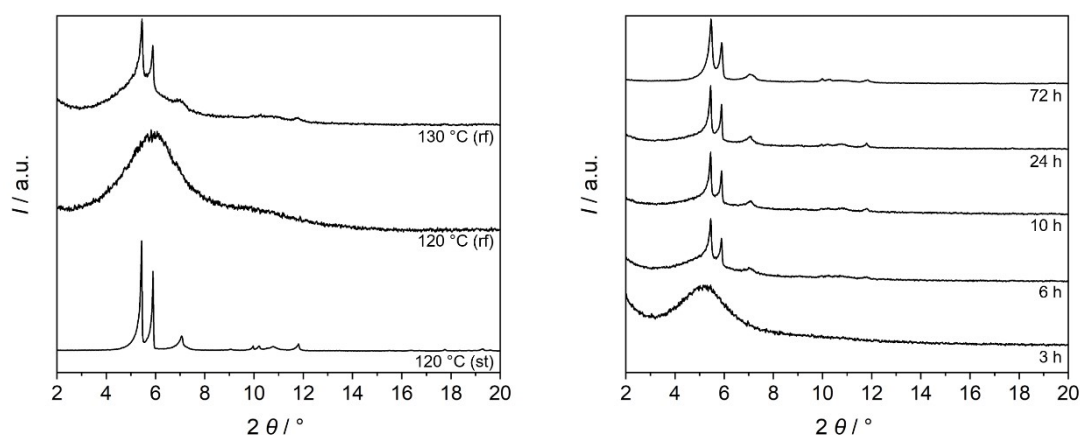 I / a.u.
130 °C (rf)
120 °C (rf)
120 °C (st)
2 4 6 8 10 12 14 16 18 20
2 θ / °
I / a.u.
72 h
24 h
10 h
6 h
3 h
2 4 6 8 10 12 14 16 18 20
2 θ / °